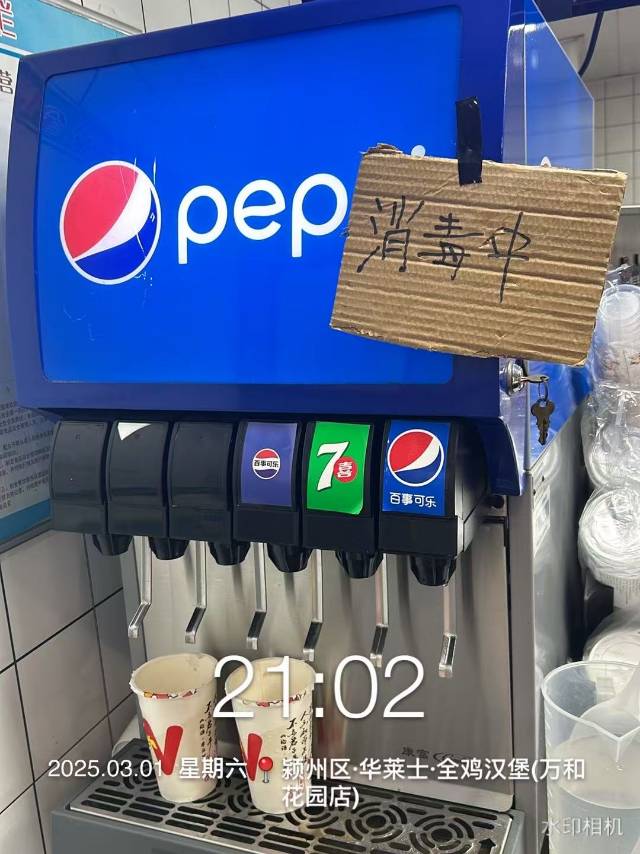 pep
消毒中
百事可乐
7喜
百事可乐
康富
21:02
2025.03.01 星期六
颍州区·华莱士·全鸡汉堡(万和
花园店)
水印相机